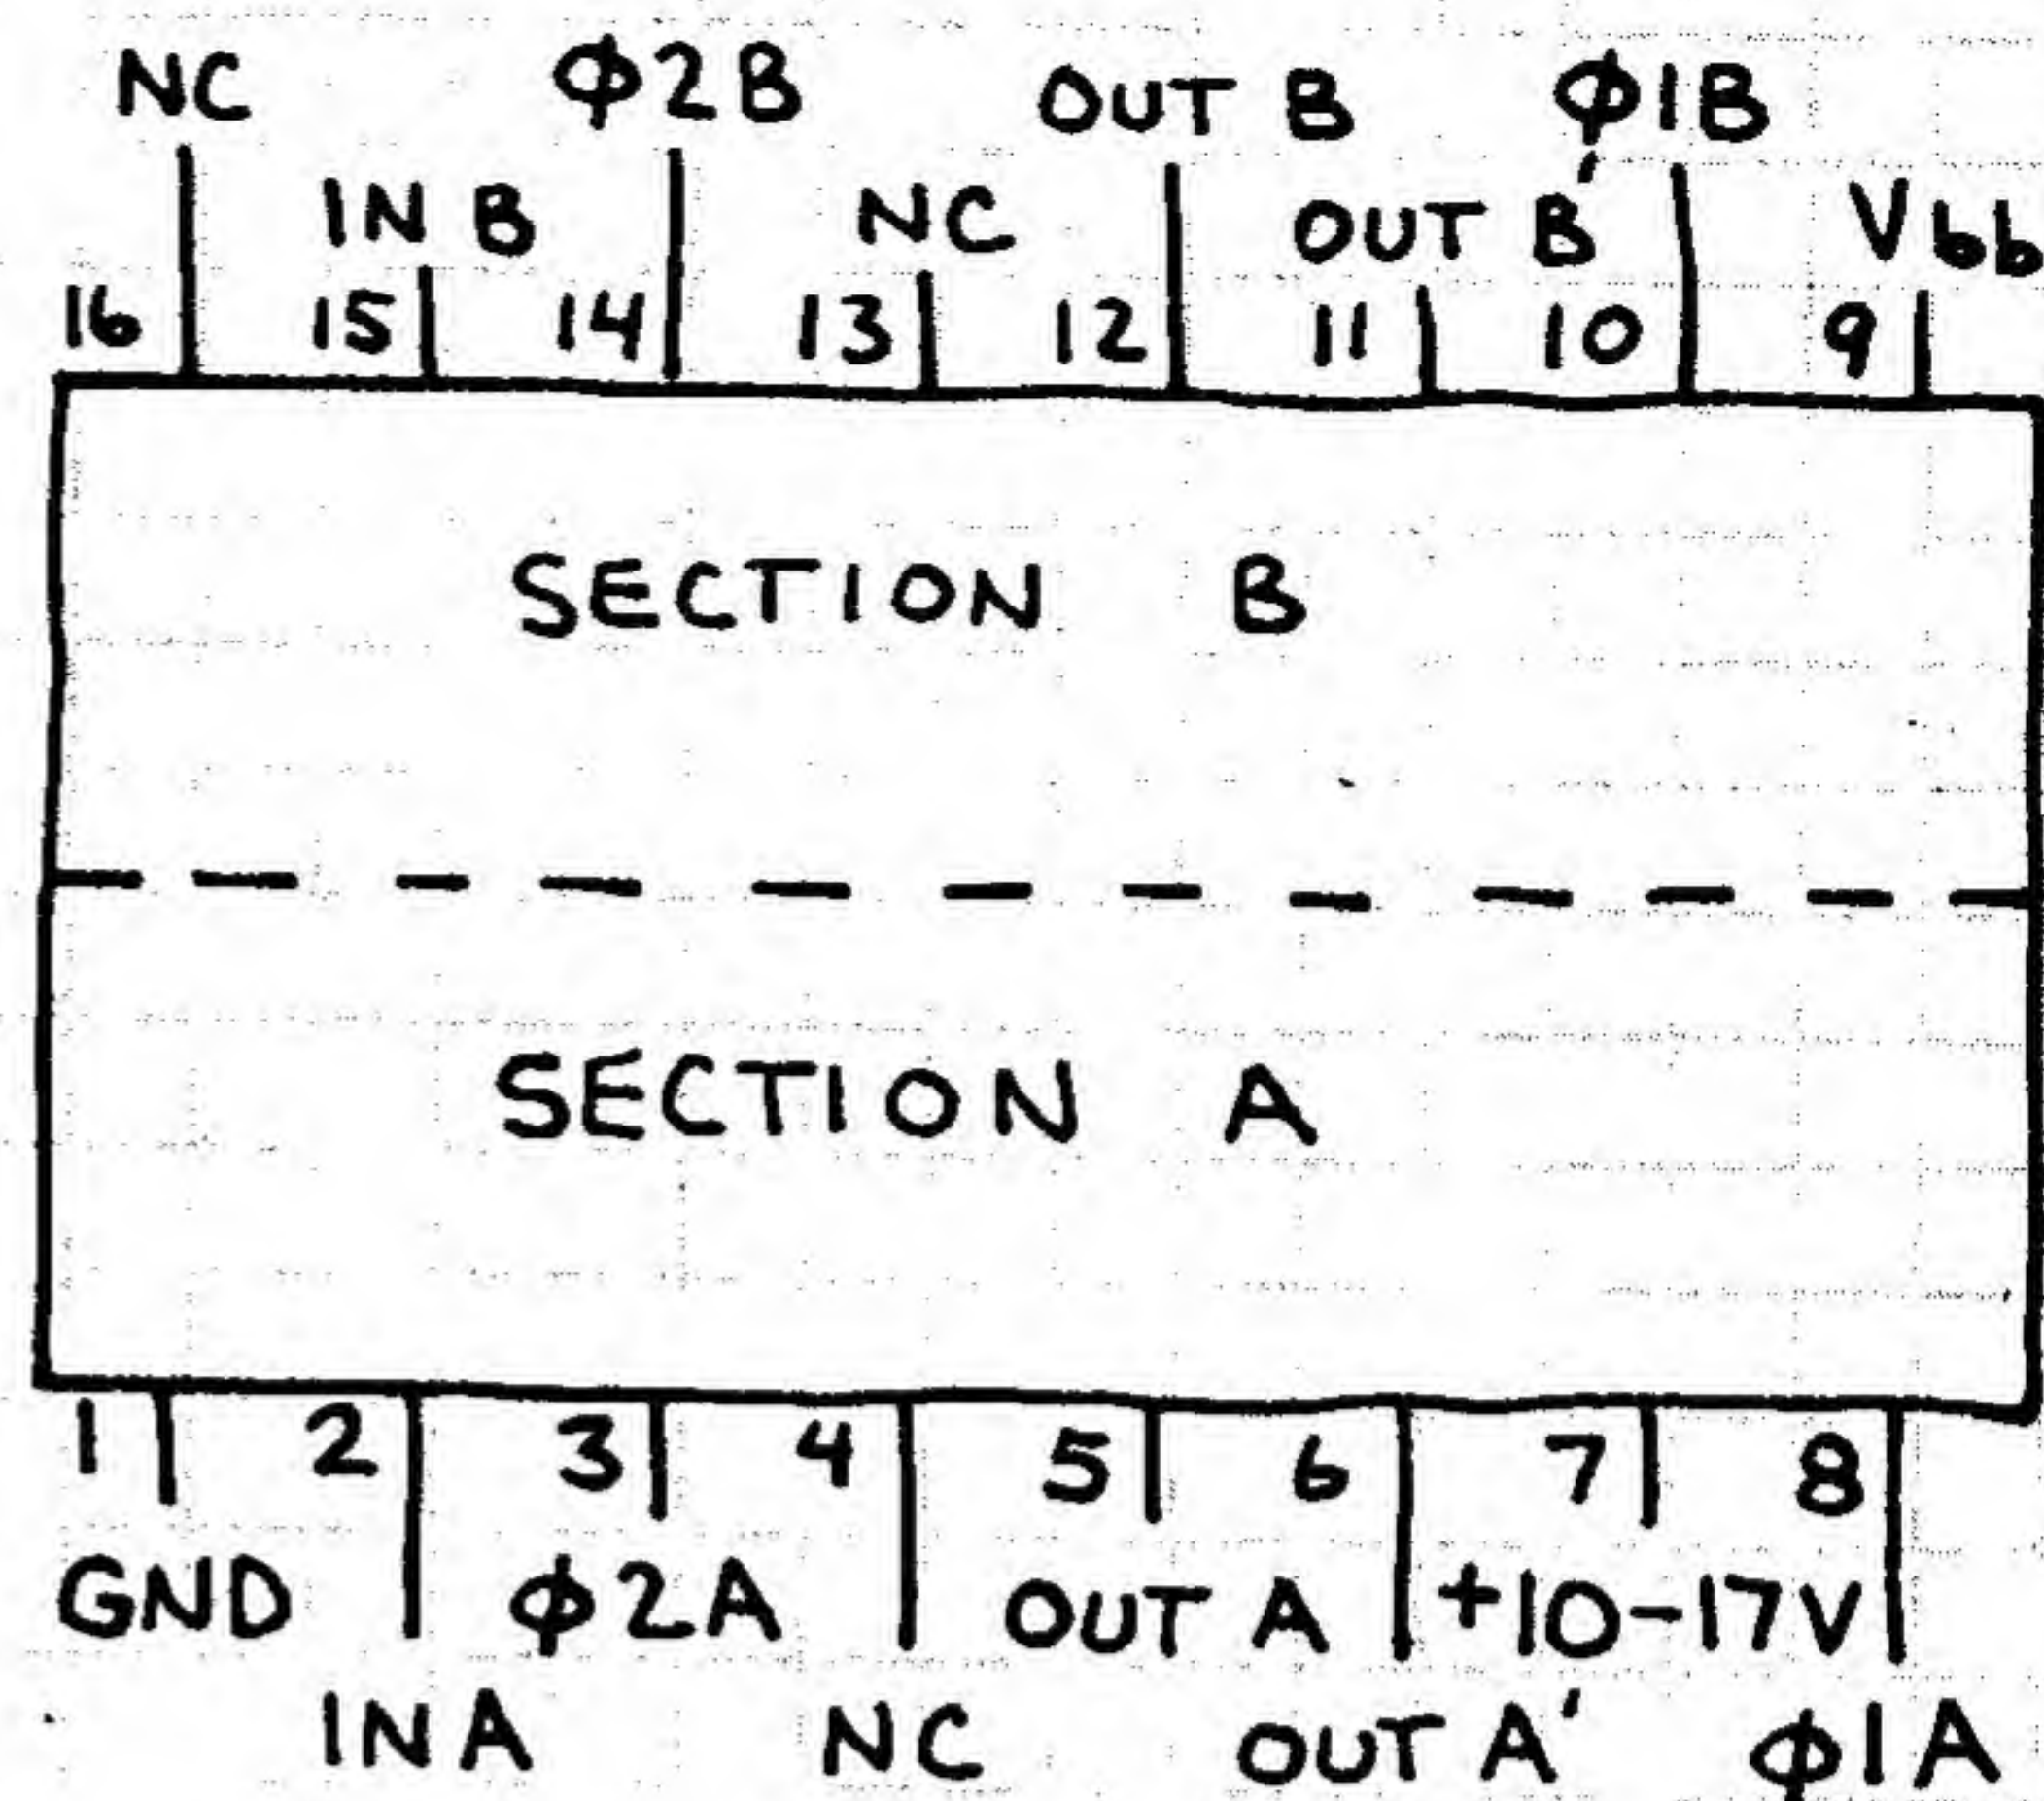 NC φ2B OUT B φ1B
IN B NC OUT B' Vbb
16 15 14 13 12 11 10 9
SECTION B
SECTION A
1 2 3 4 5 6 7 8
GND φ2A OUT A +10-17V
IN A NC OUT A' φ1A